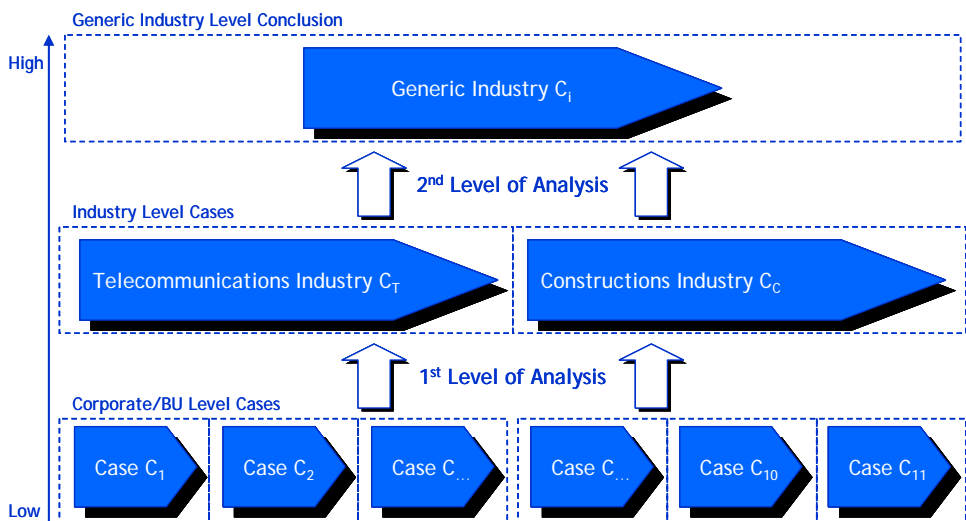 Generic Industry Level Conclusion
High
Generic Industry Cᵢ
2ⁿᵈ Level of Analysis
Industry Level Cases
Telecommunications Industry C_T
Constructions Industry C_C
1ˢᵗ Level of Analysis
Corporate/BU Level Cases
Case C₁
Case C₂
Case C…
Case C…
Case C₁₀
Case C₁₁
Low